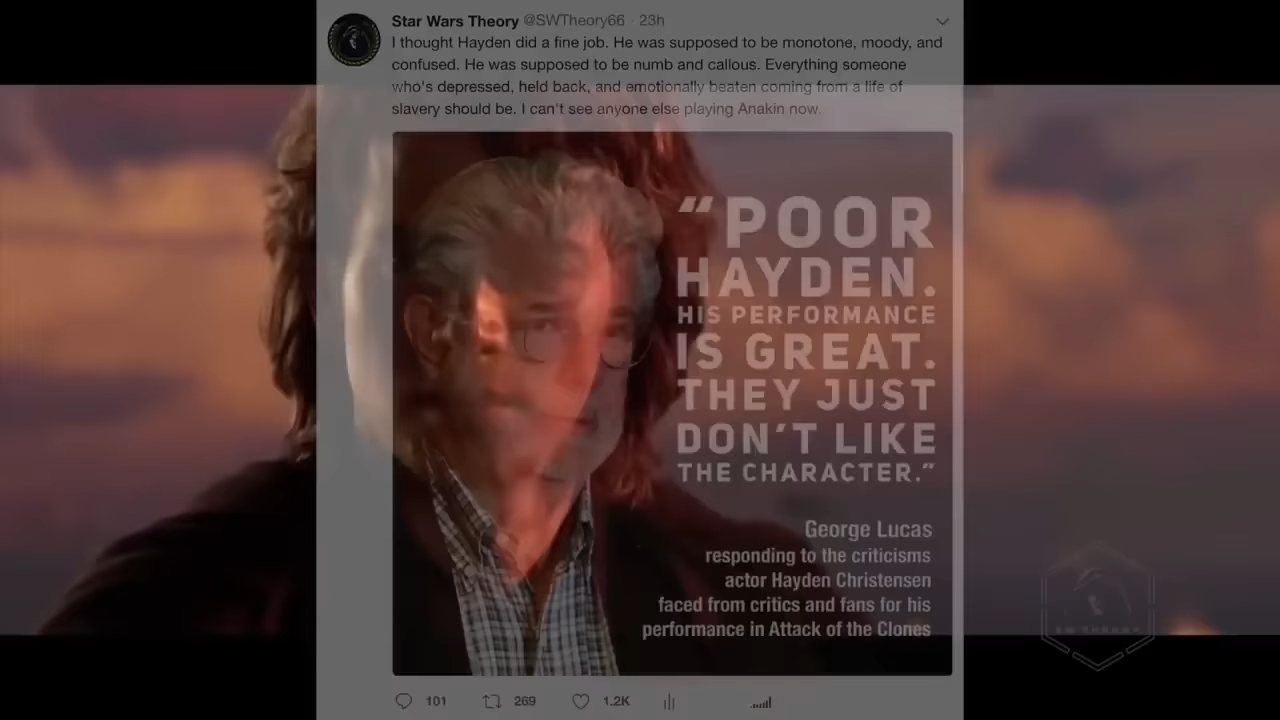 Star Wars Theory @SWTheory66 · 23h
I thought Hayden did a fine job. He was supposed to be monotone, moody, and
confused. He was supposed to be numb and callous. Everything someone
who's depressed, held back, and emotionally beaten coming from a life of
slavery should be. I can't see anyone else playing Anakin now.
“POOR
HAYDEN.
HIS PERFORMANCE
IS GREAT.
THEY JUST
DON’T LIKE
THE CHARACTER.”
George Lucas
responding to the criticisms
actor Hayden Christensen
faced from critics and fans for his
performance in Attack of the Clones
SW THEORY
101 269 1.2K